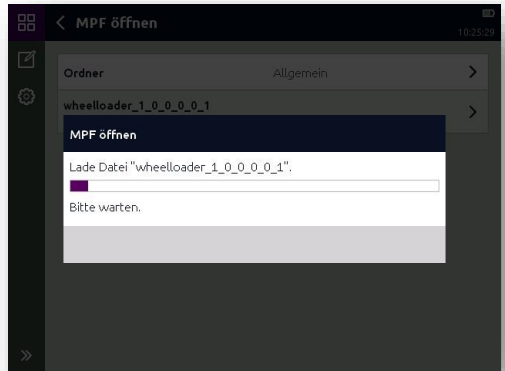 MPF öffnen
10:25:29
Ordner Allgemein
wheelloader_1_0_0_0_0_1
MPF öffnen
Lade Datei "wheelloader_1_0_0_0_0_1".
Bitte warten.